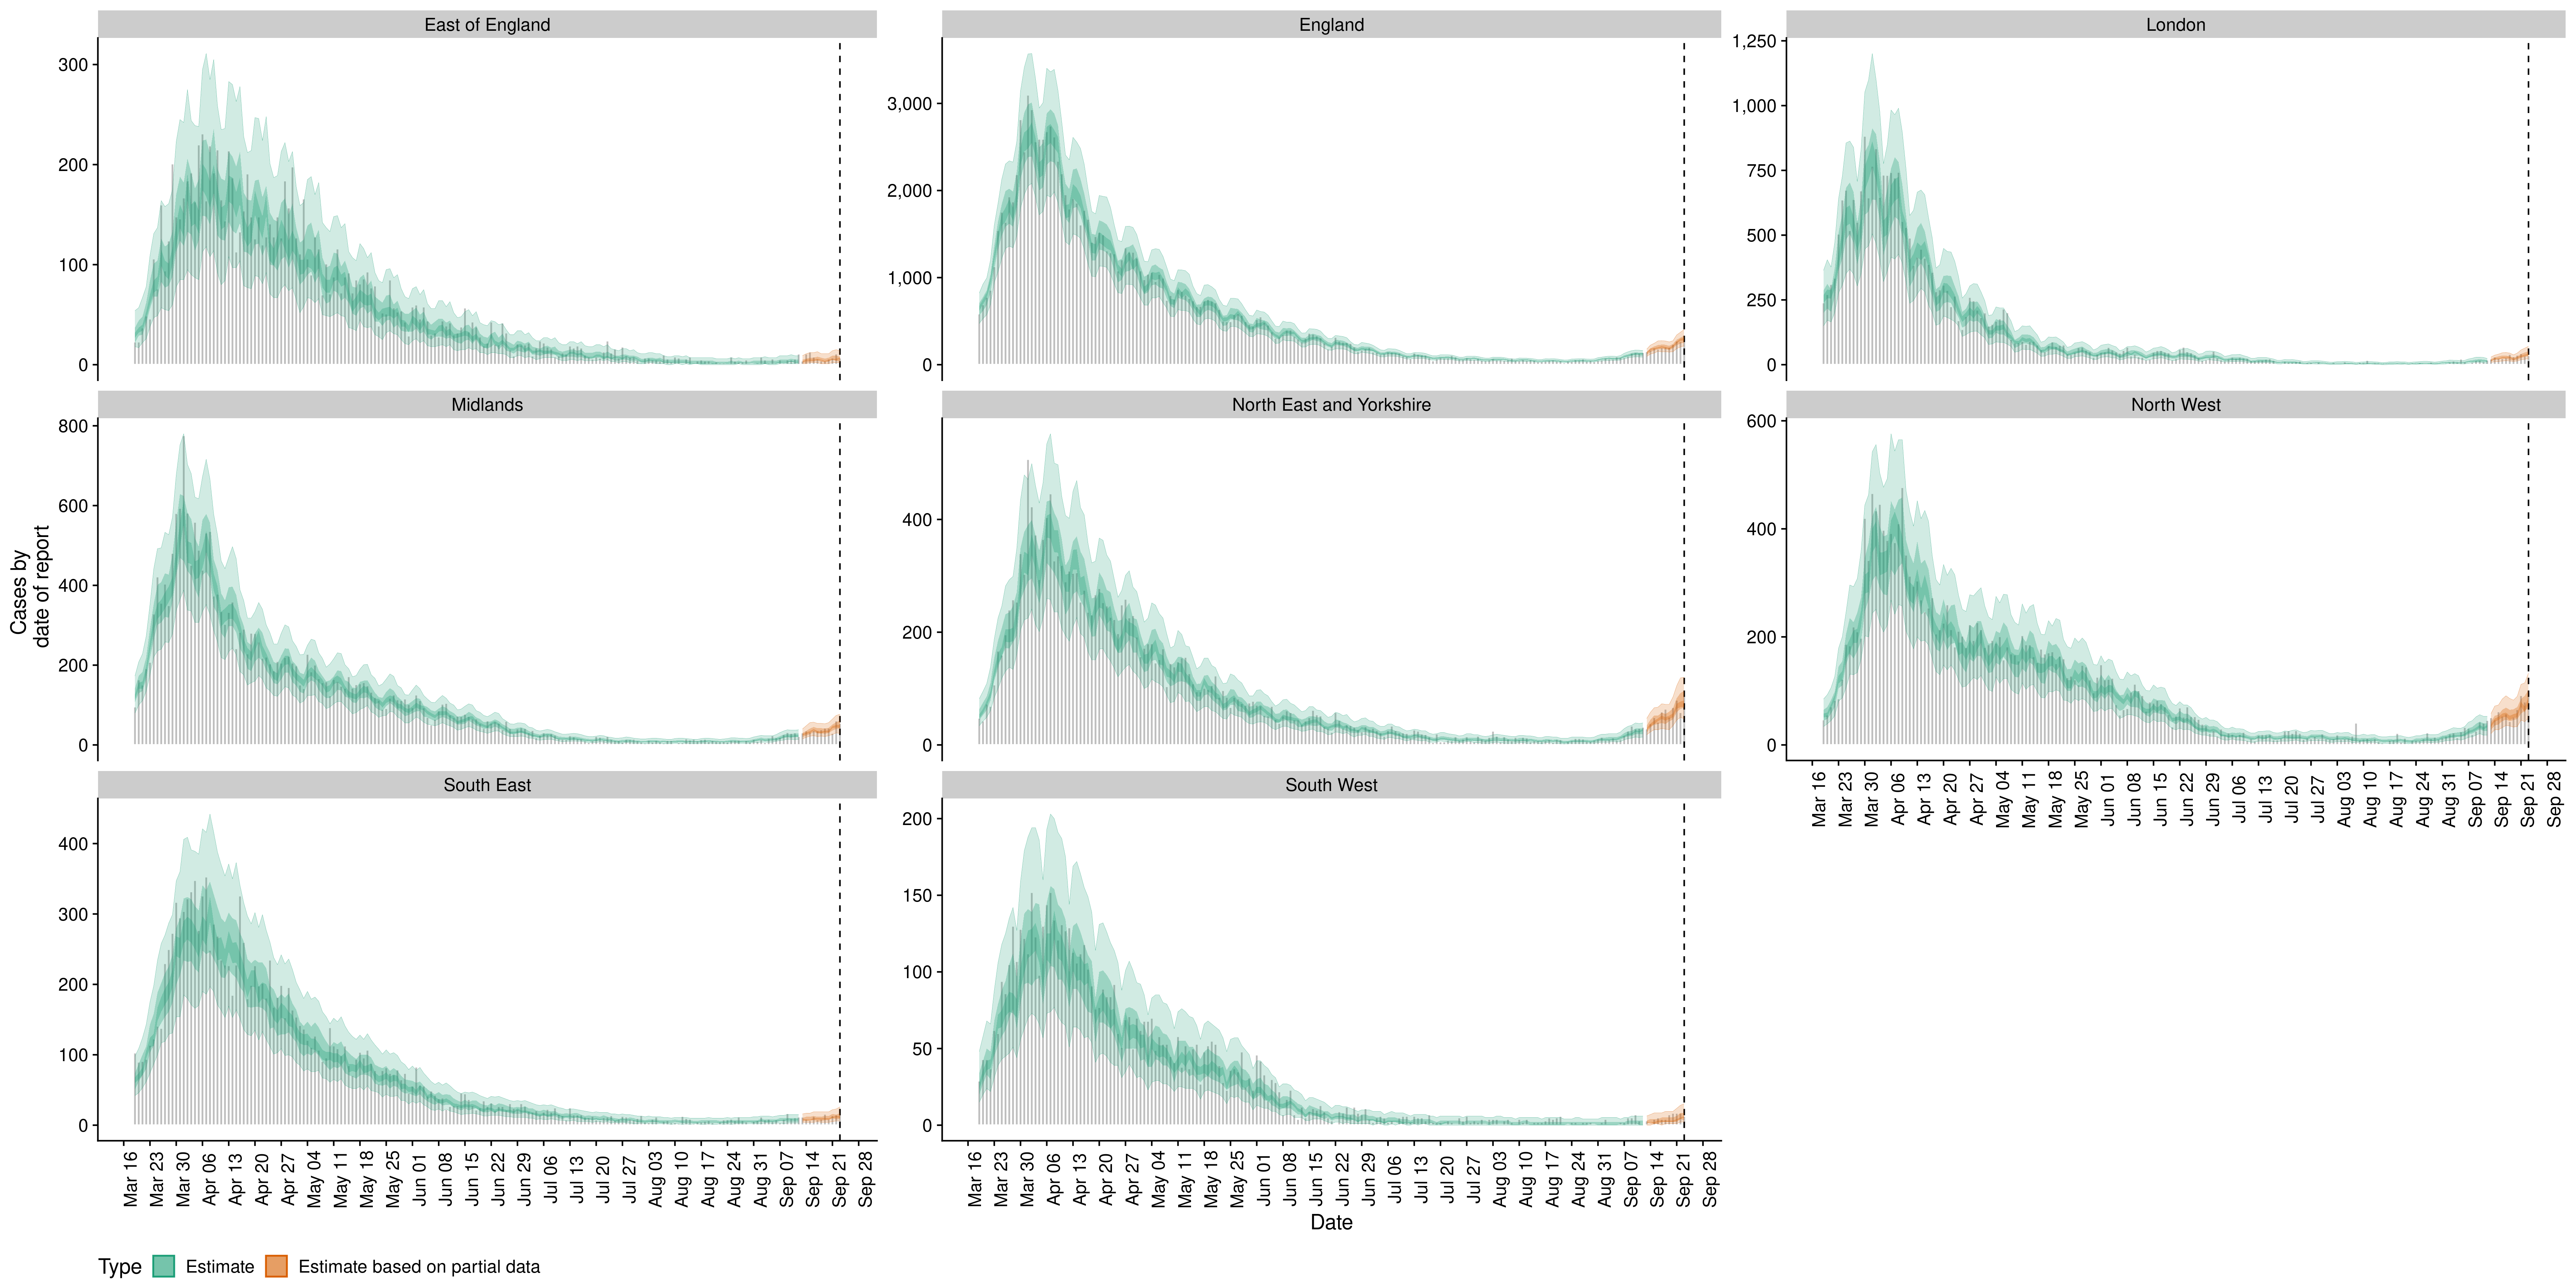 East of England
England
London
300
200
100
0
3,000
2,000
1,000
0
1,250
1,000
750
500
250
0
Midlands
North East and Yorkshire
North West
800
600
400
200
0
400
200
0
600
400
200
0
Cases by
date of report
Mar 16 Mar 23 Mar 30 Apr 06 Apr 13 Apr 20 Apr 27 May 04 May 11 May 18 May 25 Jun 01 Jun 08 Jun 15 Jun 22 Jun 29 Jul 06 Jul 13 Jul 20 Jul 27 Aug 03 Aug 10 Aug 17 Aug 24 Aug 31 Sep 07 Sep 14 Sep 21 Sep 28
South East
South West
400
300
200
100
0
200
150
100
50
0
Mar 16 Mar 23 Mar 30 Apr 06 Apr 13 Apr 20 Apr 27 May 04 May 11 May 18 May 25 Jun 01 Jun 08 Jun 15 Jun 22 Jun 29 Jul 06 Jul 13 Jul 20 Jul 27 Aug 03 Aug 10 Aug 17 Aug 24 Aug 31 Sep 07 Sep 14 Sep 21 Sep 28
Mar 16 Mar 23 Mar 30 Apr 06 Apr 13 Apr 20 Apr 27 May 04 May 11 May 18 May 25 Jun 01 Jun 08 Jun 15 Jun 22 Jun 29 Jul 06 Jul 13 Jul 20 Jul 27 Aug 03 Aug 10 Aug 17 Aug 24 Aug 31 Sep 07 Sep 14 Sep 21 Sep 28
Date
Type Estimate Estimate based on partial data